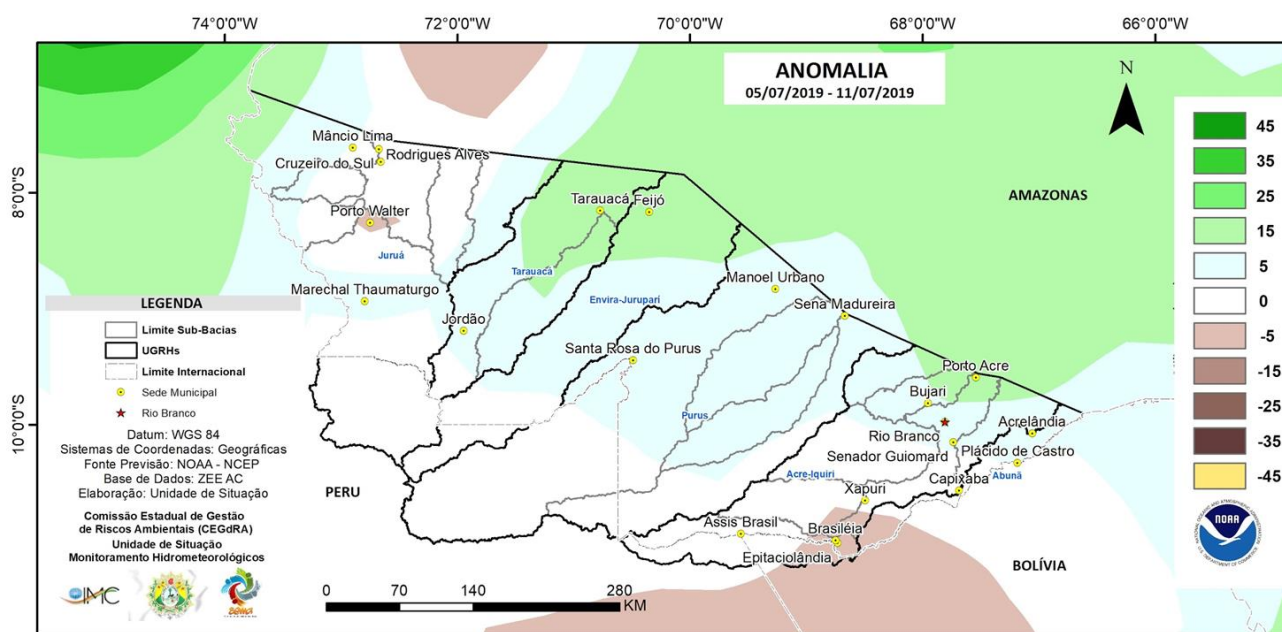 74°0'0"W
72°0'0"W
70°0'0"W
68°0'0"W
66°0'0"W
8°0'0"S
10°0'0"S
ANOMALIA
05/07/2019 - 11/07/2019
N
AMAZONAS
Mâncio Lima
Rodrigues Alves
Cruzeiro do Sul
Porto Walter
Juruá
Marechal Thaumaturgo
Tarauacá
Feijó
Tarauacá
Envira-Jurupari
Jordão
Manoel Urbano
Sena Madureira
Santa Rosa do Purus
Purus
Porto Acre
Bujari
Rio Branco
Acrelândia
Senador Guiomard
Plácido de Castro
Abunã
Acre-Iquiri
Capixaba
Xapuri
Assis Brasil
Brasiléia
Epitaciolândia
PERU
BOLÍVIA
LEGENDA
Limite Sub-Bacias
UGRHs
Limite Internacional
Sede Municipal
Rio Branco
Datum: WGS 84
Sistemas de Coordenadas: Geográficas
Fonte Previsão: NOAA - NCEP
Base de Dados: ZEE AC
Elaboração: Unidade de Situação
Comissão Estadual de Gestão
de Riscos Ambientais (CEGdRA)
Unidade de Situação
Monitoramento Hidrometeorológicos
IMC
sema
0 70 140 280
KM
45
35
25
15
5
0
-5
-15
-25
-35
-45
NOAA